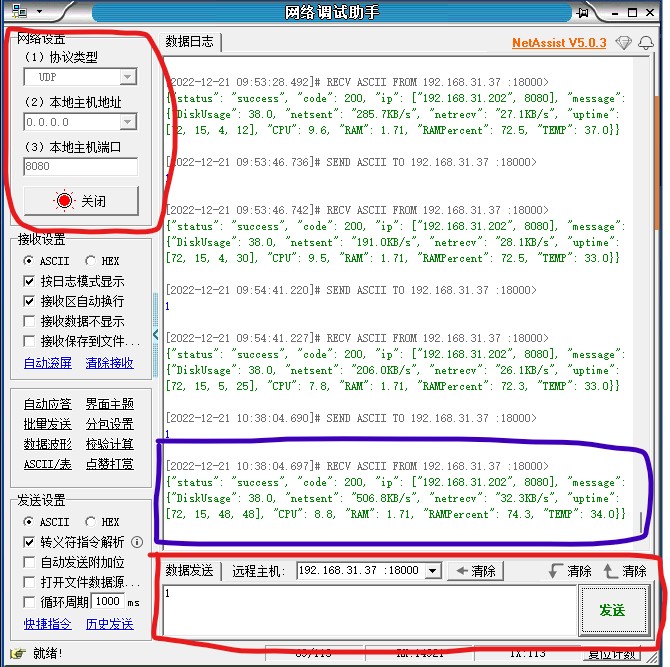 网络调试助手
网络设置
(1) 协议类型
UDP
(2) 本地主机地址
0.0.0.0
(3) 本地主机端口
8080
关闭
接收设置
ASCII HEX
按日志模式显示
接收区自动换行
接收数据不显示
接收保存到文件...
自动滚屏 清除接收
自动应答 界面主题
批量发送 分包设置
数据波形 校验计算
ASCII/表 点赞打赏
发送设置
ASCII HEX
转义符指令解析
自动发送附加位
打开文件数据源...
循环周期 1000 ms
快捷指令 历史发送
数据日志
NetAssist V5.0.3
[2022-12-21 09:53:28.492]# RECV ASCII FROM 192.168.31.37 :18000>
{"status": "success", "code": 200, "ip": ["192.168.31.202", 8080], "message":
{"DiskUsage": 38.0, "netsent": "285.7KB/s", "netrecv": "27.1KB/s", "uptime":
[72, 15, 4, 12], "CPU": 9.6, "RAM": 1.71, "RAMPercent": 72.5, "TEMP": 37.0}}
[2022-12-21 09:53:46.736]# SEND ASCII TO 192.168.31.37 :18000>
1
[2022-12-21 09:53:46.742]# RECV ASCII FROM 192.168.31.37 :18000>
{"status": "success", "code": 200, "ip": ["192.168.31.202", 8080], "message":
{"DiskUsage": 38.0, "netsent": "191.0KB/s", "netrecv": "28.1KB/s", "uptime":
[72, 15, 4, 30], "CPU": 9.5, "RAM": 1.71, "RAMPercent": 72.5, "TEMP": 33.0}}
[2022-12-21 09:54:41.220]# SEND ASCII TO 192.168.31.37 :18000>
1
[2022-12-21 09:54:41.227]# RECV ASCII FROM 192.168.31.37 :18000>
{"status": "success", "code": 200, "ip": ["192.168.31.202", 8080], "message":
{"DiskUsage": 38.0, "netsent": "206.0KB/s", "netrecv": "26.1KB/s", "uptime":
[72, 15, 5, 25], "CPU": 7.8, "RAM": 1.71, "RAMPercent": 72.3, "TEMP": 33.0}}
[2022-12-21 10:38:04.690]# SEND ASCII TO 192.168.31.37 :18000>
1
[2022-12-21 10:38:04.697]# RECV ASCII FROM 192.168.31.37 :18000>
{"status": "success", "code": 200, "ip": ["192.168.31.202", 8080], "message":
{"DiskUsage": 38.0, "netsent": "506.8KB/s", "netrecv": "32.3KB/s", "uptime":
[72, 15, 48, 48], "CPU": 8.8, "RAM": 1.71, "RAMPercent": 74.3, "TEMP": 34.0}}
数据发送 远程主机: 192.168.31.37 :18000 清除 清除 清除
1
发送
就绪! 89/113 RX:14921 TX:113 复位计数